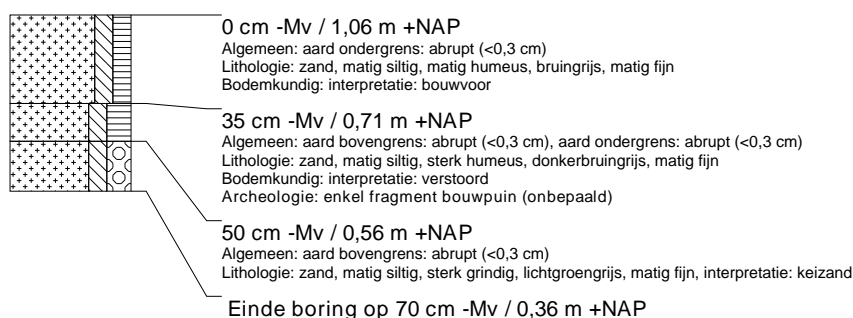 0 cm -Mv / 1,06 m +NAP
Algemeen: aard ondergrens: abrupt (<0,3 cm)
Lithologie: zand, matig siltig, matig humeus, bruingrijs, matig fijn
Bodemkundig: interpretatie: bouwvoor
35 cm -Mv / 0,71 m +NAP
Algemeen: aard bovengrens: abrupt (<0,3 cm), aard ondergrens: abrupt (<0,3 cm)
Lithologie: zand, matig siltig, sterk humeus, donkerbruingrijs, matig fijn
Bodemkundig: interpretatie: verstoord
Archeologie: enkel fragment bouwpuin (onbepaald)
50 cm -Mv / 0,56 m +NAP
Algemeen: aard bovengrens: abrupt (<0,3 cm)
Lithologie: zand, matig siltig, sterk grindig, lichtgroengrijs, matig fijn, interpretatie: keizand
Einde boring op 70 cm -Mv / 0,36 m +NAP